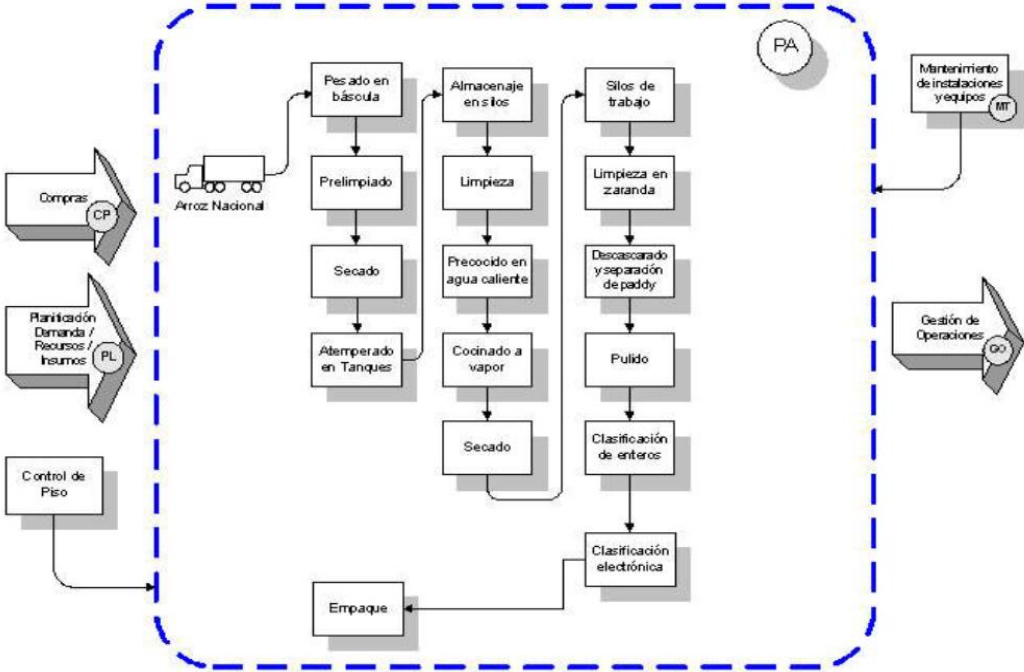 PA
Mantenimiento
de instalaciones
y equipos
MT
Compras
CP
Planificación
Demanda /
Recursos /
Insumos
PL
Control de
Piso
Arroz Nacional
Pesado en
báscula
Prelimpiado
Secado
Atemperado
en Tanques
Almacenaje
en silos
Limpieza
Precocido en
agua caliente
Cocinado a
vapor
Secado
Silos de
trabajo
Limpieza en
zaranda
Descascarado
y separación
de paddy
Pulido
Clasificación
de enteros
Clasificación
electrónica
Empaque
Gestión de
Operaciones
GO